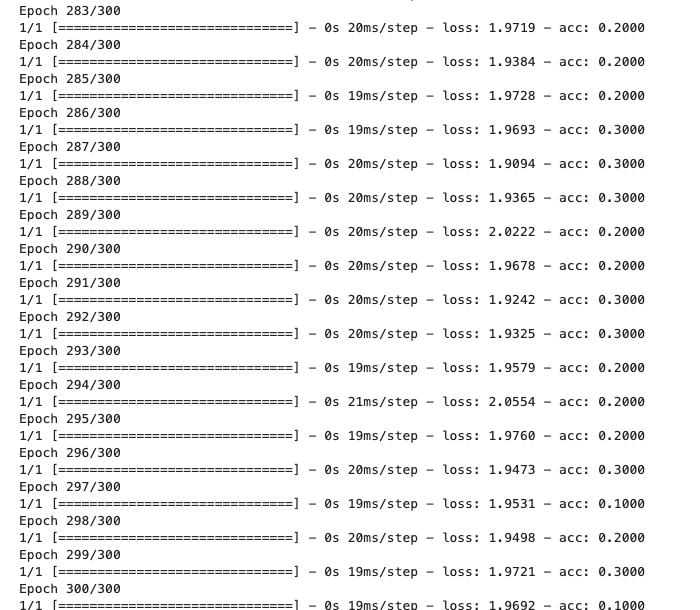 Epoch 283/300
1/1 [==============================] – 0s 20ms/step – loss: 1.9719 – acc: 0.2000
Epoch 284/300
1/1 [==============================] – 0s 20ms/step – loss: 1.9384 – acc: 0.2000
Epoch 285/300
1/1 [==============================] – 0s 19ms/step – loss: 1.9728 – acc: 0.2000
Epoch 286/300
1/1 [==============================] – 0s 19ms/step – loss: 1.9693 – acc: 0.3000
Epoch 287/300
1/1 [==============================] – 0s 20ms/step – loss: 1.9094 – acc: 0.3000
Epoch 288/300
1/1 [==============================] – 0s 20ms/step – loss: 1.9365 – acc: 0.3000
Epoch 289/300
1/1 [==============================] – 0s 20ms/step – loss: 2.0222 – acc: 0.2000
Epoch 290/300
1/1 [==============================] – 0s 20ms/step – loss: 1.9678 – acc: 0.2000
Epoch 291/300
1/1 [==============================] – 0s 20ms/step – loss: 1.9242 – acc: 0.3000
Epoch 292/300
1/1 [==============================] – 0s 20ms/step – loss: 1.9325 – acc: 0.3000
Epoch 293/300
1/1 [==============================] – 0s 19ms/step – loss: 1.9579 – acc: 0.2000
Epoch 294/300
1/1 [==============================] – 0s 21ms/step – loss: 2.0554 – acc: 0.2000
Epoch 295/300
1/1 [==============================] – 0s 19ms/step – loss: 1.9760 – acc: 0.2000
Epoch 296/300
1/1 [==============================] – 0s 20ms/step – loss: 1.9473 – acc: 0.3000
Epoch 297/300
1/1 [==============================] – 0s 19ms/step – loss: 1.9531 – acc: 0.1000
Epoch 298/300
1/1 [==============================] – 0s 20ms/step – loss: 1.9498 – acc: 0.2000
Epoch 299/300
1/1 [==============================] – 0s 19ms/step – loss: 1.9721 – acc: 0.3000
Epoch 300/300
1/1 [==============================] – 0s 19ms/step – loss: 1.9692 – acc: 0.1000